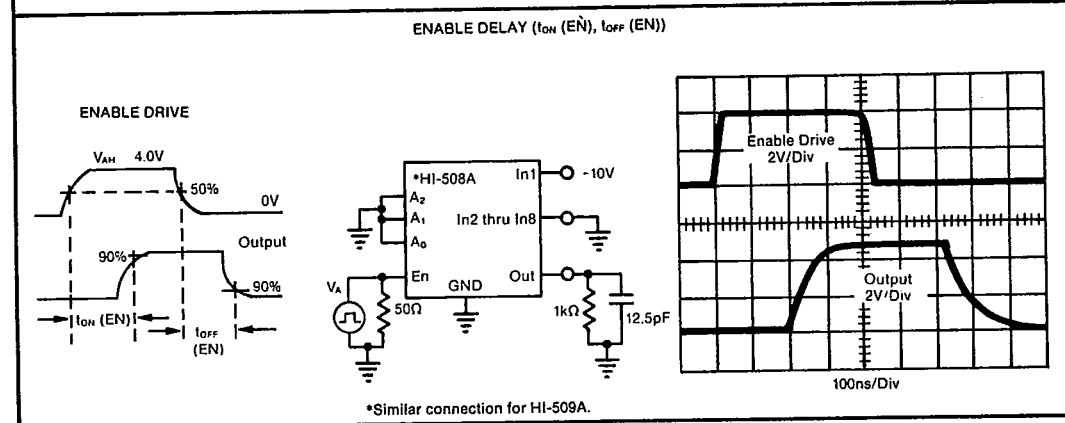 ENABLE DELAY (tON (EǸ), tOFF (EN))
ENABLE DRIVE
VAH 4.0V
50%
0V
Output
90%
90%
tON (EN)
tOFF
(EN)
*HI-508A
A2
A1
A0
En
GND
In1
-10V
In2 thru In8
Out
VA
50Ω
1kΩ
12.5pF
*Similar connection for HI-509A.
Enable Drive
2V/Div
Output
2V/Div
100ns/Div